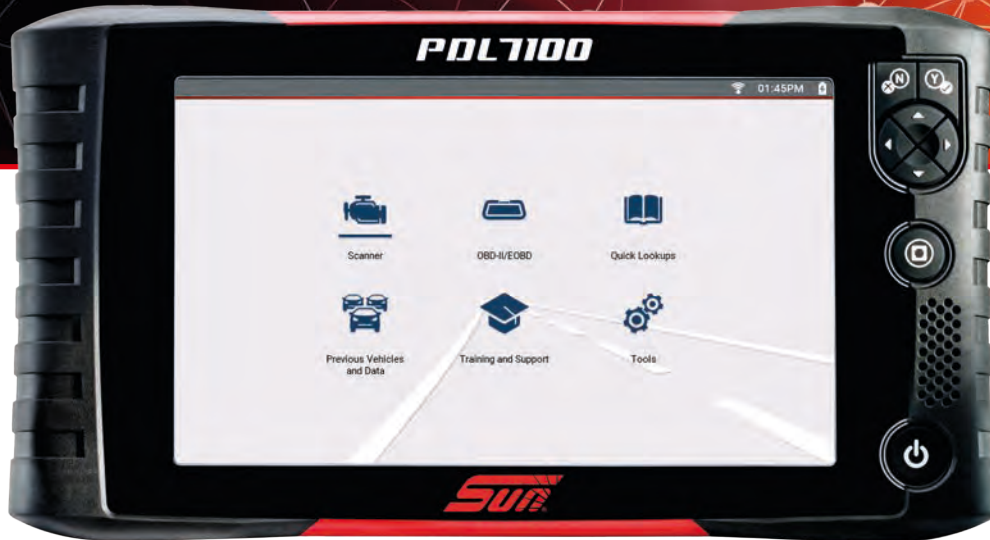 PDL7100
01:45PM
N
Y
Scanner
OBD-II/EOBD
Quick Lookups
Previous Vehicles
and Data
Training and Support
Tools
Sun